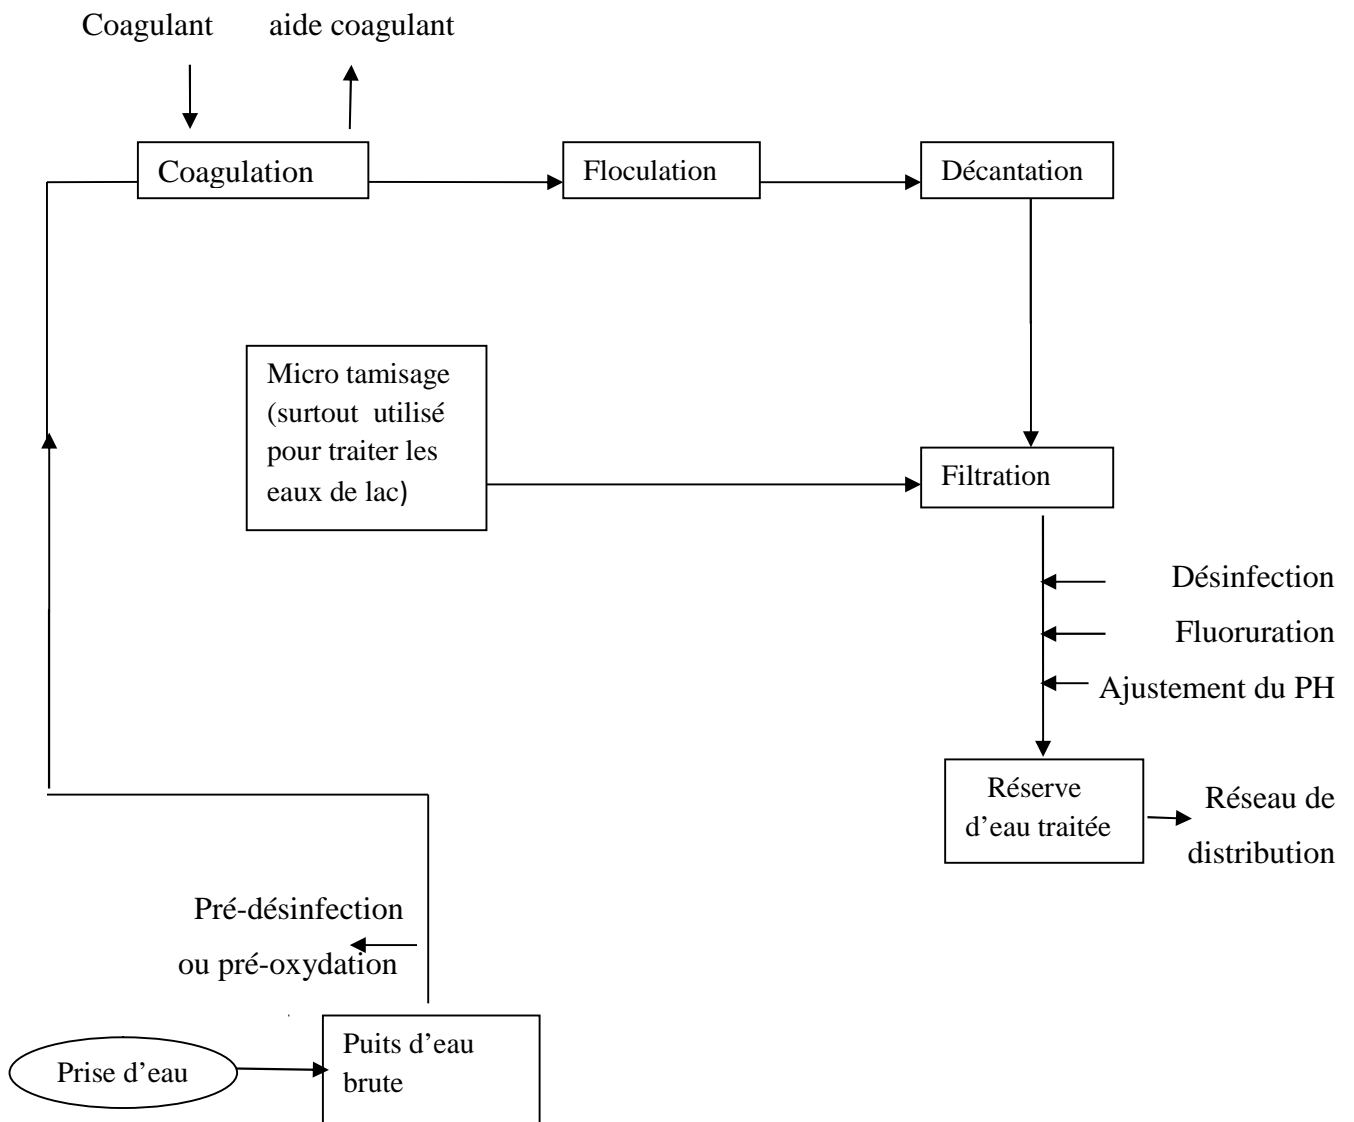 Coagulant aide coagulant
Coagulation
Floculation
Décantation
Micro tamisage
(surtout utilisé
pour traiter les
eaux de lac)
Filtration
Désinfection
Fluoruration
Ajustement du PH
Réserve
d’eau traitée
Réseau de
distribution
Pré-désinfection
ou pré-oxydation
Prise d’eau
Puits d’eau
brute